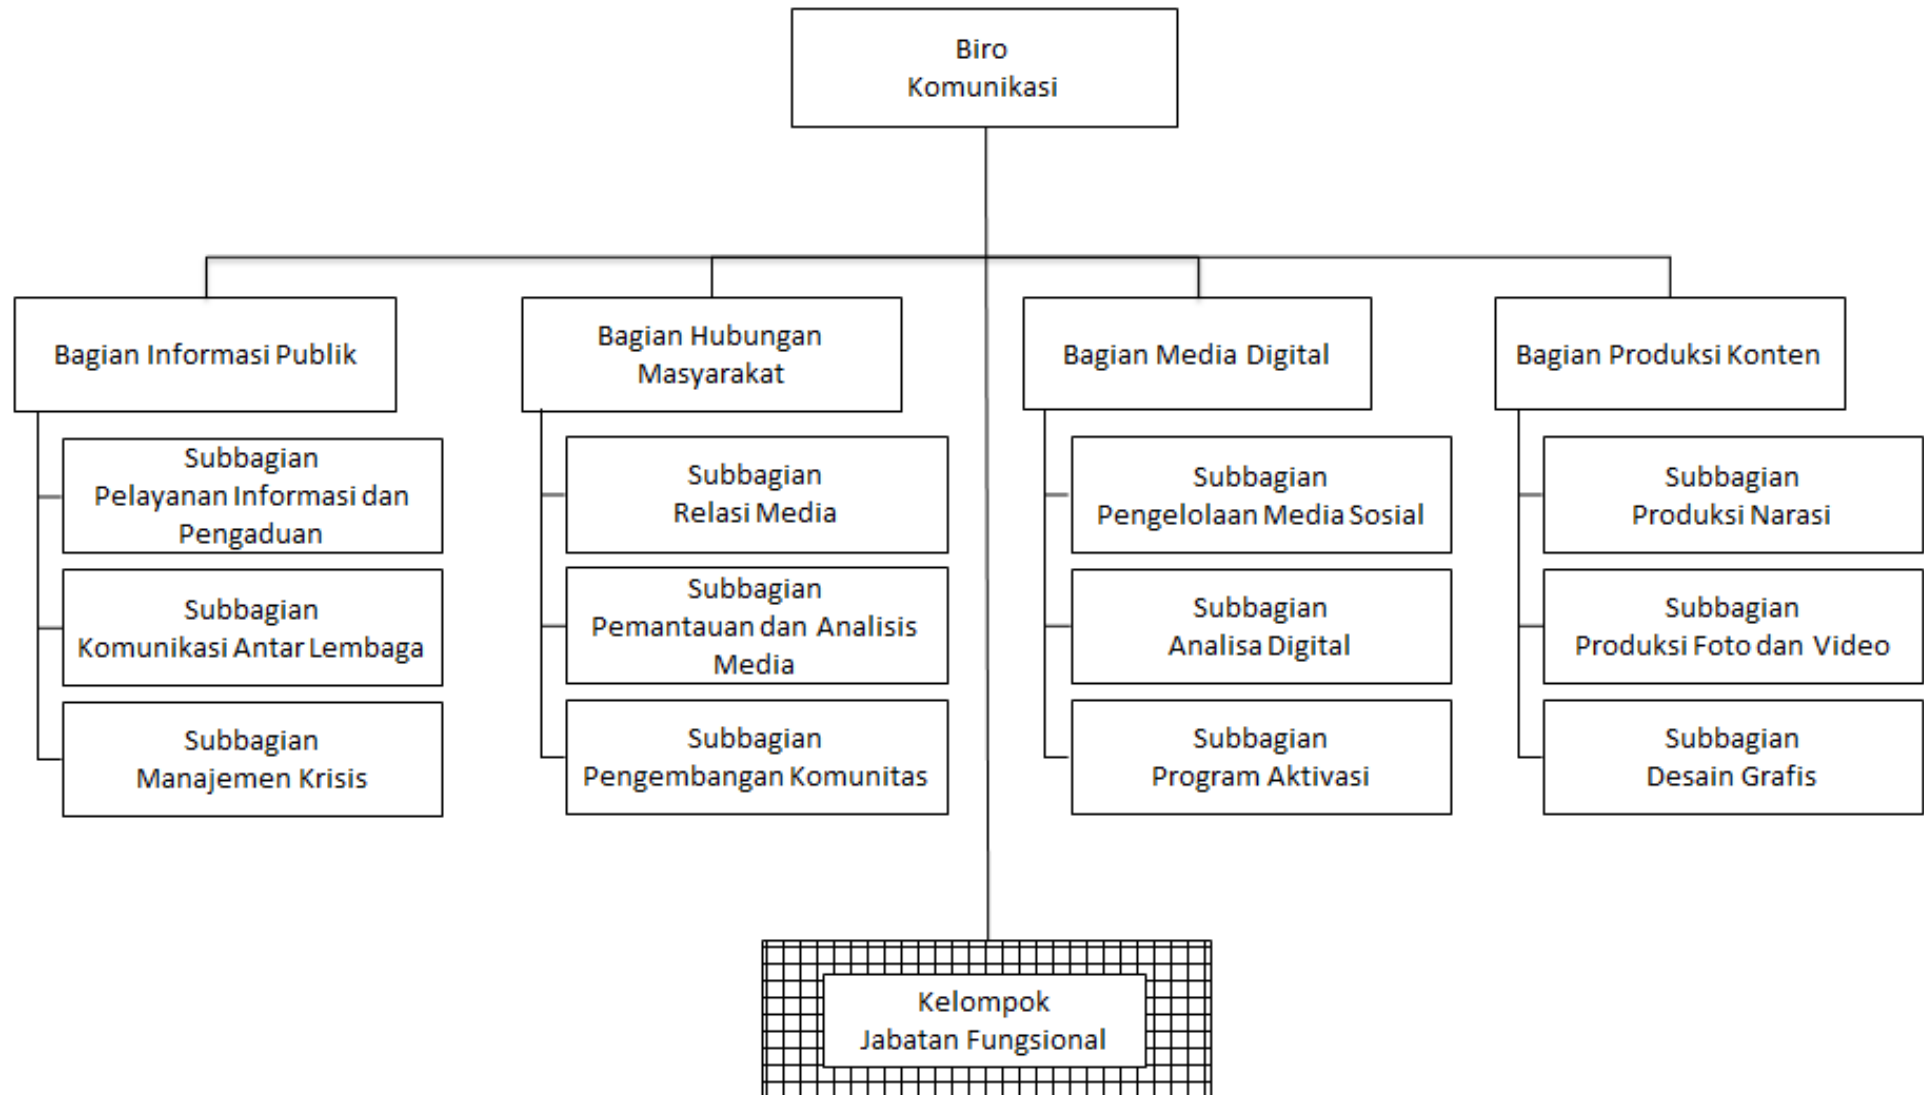 Biro
Komunikasi
Bagian Informasi Publik
Bagian Hubungan
Masyarakat
Bagian Media Digital
Bagian Produksi Konten
Subbagian
Pelayanan Informasi dan
Pengaduan
Subbagian
Komunikasi Antar Lembaga
Subbagian
Manajemen Krisis
Subbagian
Relasi Media
Subbagian
Pemantauan dan Analisis
Media
Subbagian
Pengembangan Komunitas
Subbagian
Pengelolaan Media Sosial
Subbagian
Analisa Digital
Subbagian
Program Aktivasi
Subbagian
Produksi Narasi
Subbagian
Produksi Foto dan Video
Subbagian
Desain Grafis
Kelompok
Jabatan Fungsional